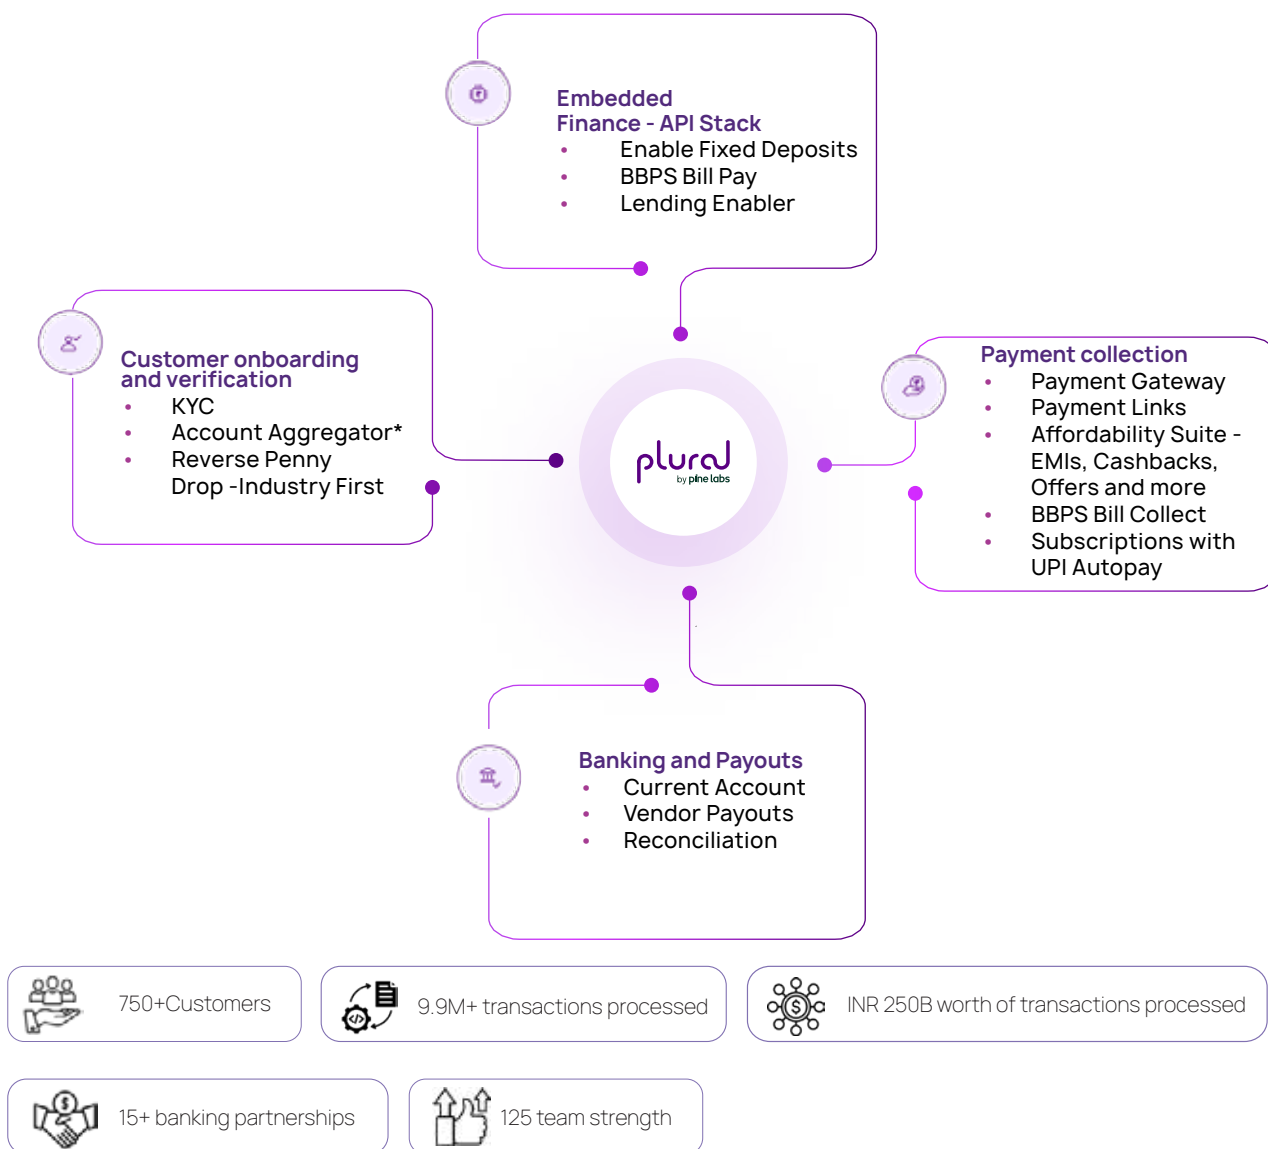 Embedded
Finance - API Stack
• Enable Fixed Deposits
• BBPS Bill Pay
• Lending Enabler
Customer onboarding
and verification
• KYC
• Account Aggregator*
• Reverse Penny
Drop -Industry First
plural
by pine labs
Payment collection
• Payment Gateway
• Payment Links
• Affordability Suite -
EMIs, Cashbacks,
Offers and more
• BBPS Bill Collect
• Subscriptions with
UPI Autopay
Banking and Payouts
• Current Account
• Vendor Payouts
• Reconciliation
750+Customers
9.9M+ transactions processed
INR 250B worth of transactions processed
15+ banking partnerships
125 team strength